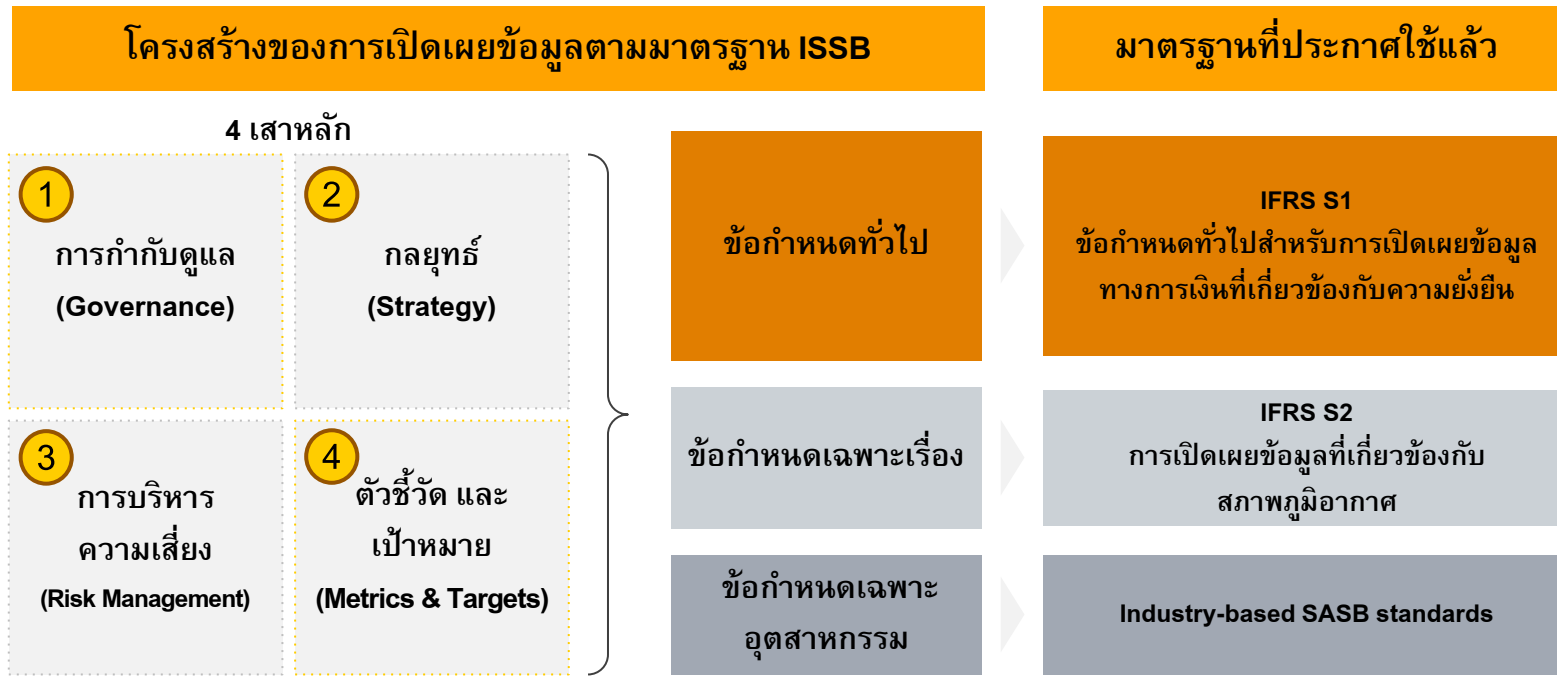 โครงสร้างของการเปิดเผยข้อมูลตามมาตรฐาน ISSB
มาตรฐานที่ประกาศใช้แล้ว
4 เสาหลัก
1
การกำกับดูแล
(Governance)
2
กลยุทธ์
(Strategy)
3
การบริหาร
ความเสี่ยง
(Risk Management)
4
ตัวชี้วัด และ
เป้าหมาย
(Metrics & Targets)
ข้อกำหนดทั่วไป
IFRS S1
ข้อกำหนดทั่วไปสำหรับการเปิดเผยข้อมูล
ทางการเงินที่เกี่ยวข้องกับความยั่งยืน
ข้อกำหนดเฉพาะเรื่อง
IFRS S2
การเปิดเผยข้อมูลที่เกี่ยวข้องกับ
สภาพภูมิอากาศ
ข้อกำหนดเฉพาะ
อุตสาหกรรม
Industry-based SASB standards